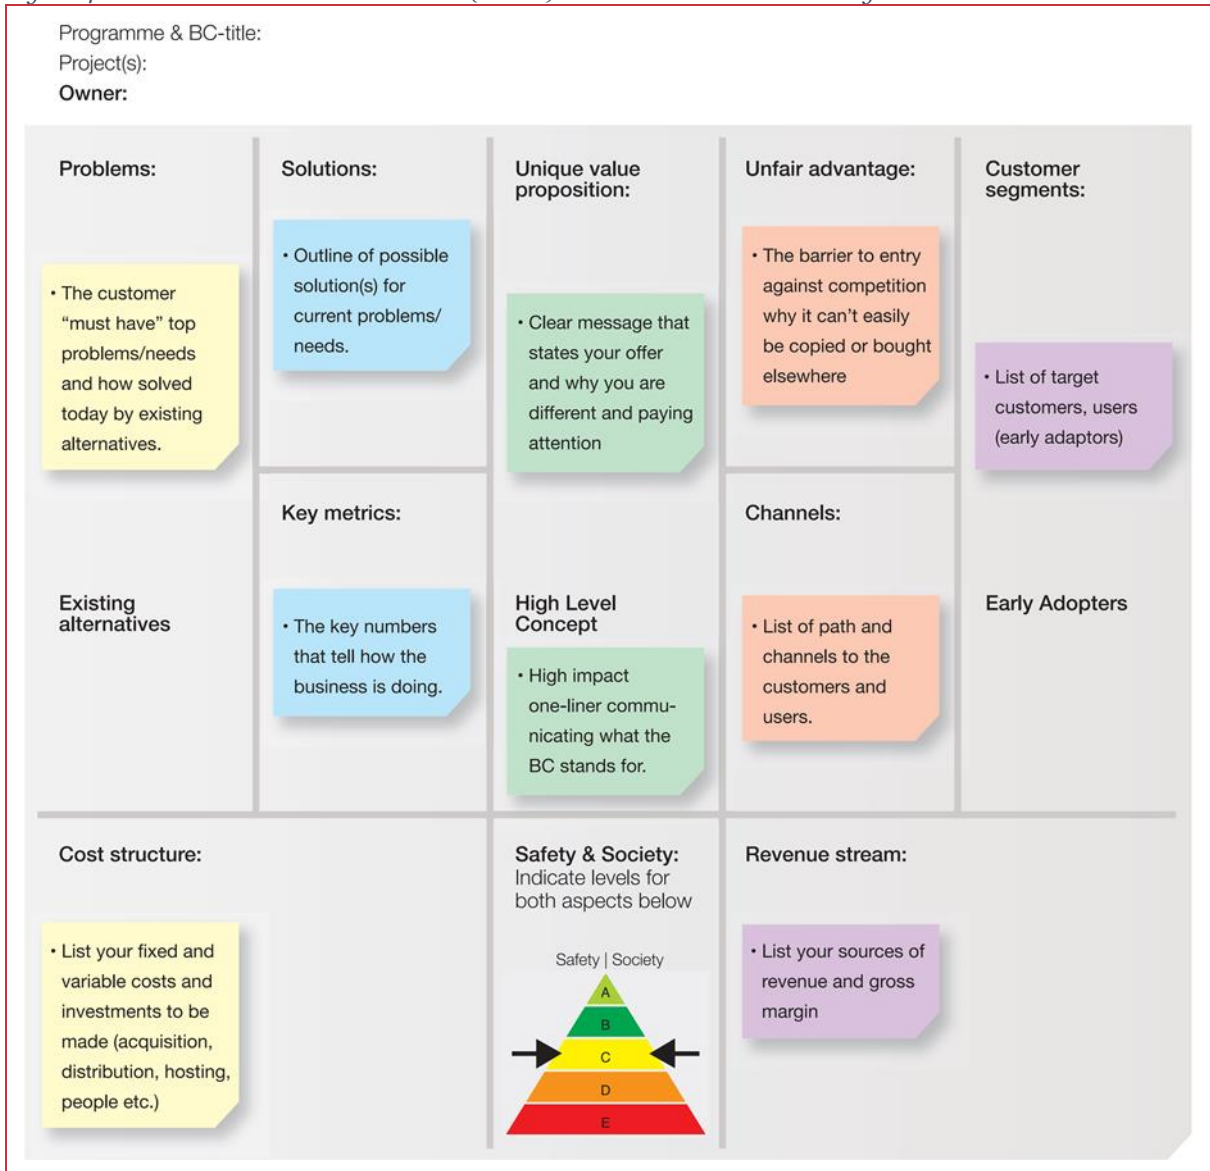 Programme & BC-title:
Project(s):
Owner:
Problems:
• The customer
“must have” top
problems/needs
and how solved
today by existing
alternatives.
Existing
alternatives
Solutions:
• Outline of possible
solution(s) for
current problems/
needs.
Key metrics:
• The key numbers
that tell how the
business is doing.
Unique value
proposition:
• Clear message that
states your offer
and why you are
different and paying
attention
High Level
Concept
• High impact
one-liner commu-
nicating what the
BC stands for.
Unfair advantage:
• The barrier to entry
against competition
why it can’t easily
be copied or bought
elsewhere
Channels:
• List of path and
channels to the
customers and
users.
Customer
segments:
• List of target
customers, users
(early adaptors)
Early Adopters
Cost structure:
• List your fixed and
variable costs and
investments to be
made (acquisition,
distribution, hosting,
people etc.)
Safety & Society:
Indicate levels for
both aspects below
Safety | Society
A
B
C
D
E
Revenue stream:
• List your sources of
revenue and gross
margin